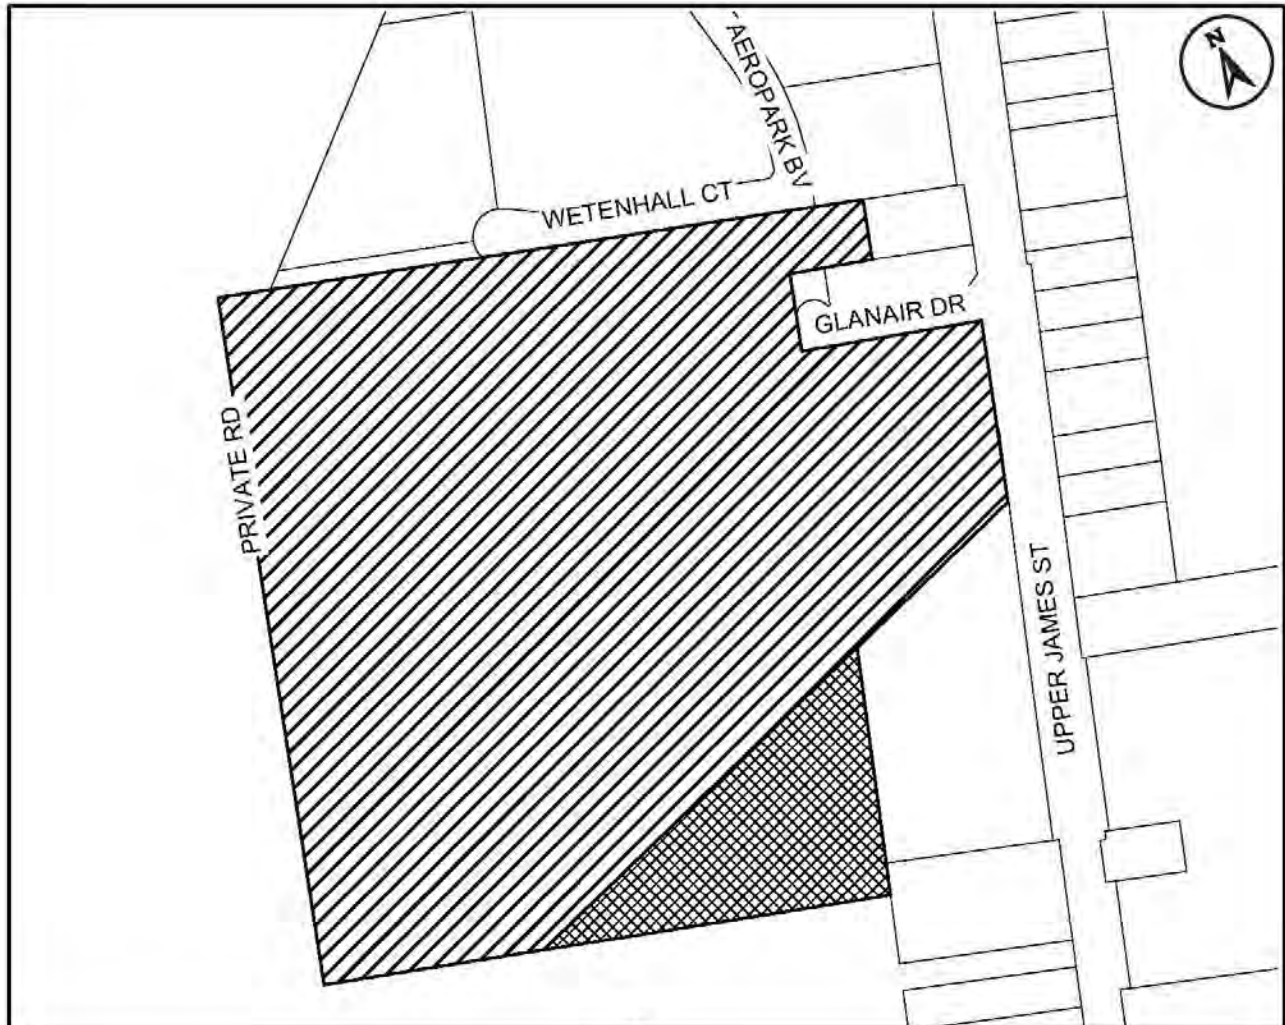 N
AEROPARK BV
WETENHALL CT
GLANAIR DR
PRIVATE RD
UPPER JAMES ST